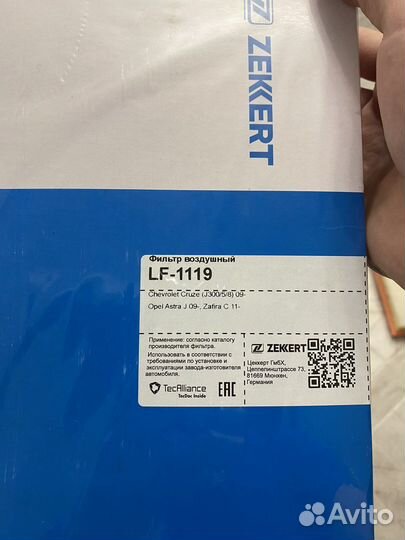 ZEKKERT
Фильтр воздушный
LF-1119
Chevrolet Cruze (J300/5/8) 09-
Opel Astra J 09-, Zafira C 11-
Применение: согласно каталогу
производителя фильтра.
Использовать в соответствии с
требованиями по установке и
эксплуатации завода-изготовителя
автомобиля.
TecAlliance
TecDoc Inside
EAC
ZEKKERT
Цеккерт ГмбХ,
Цеппелинштрассе 73,
81669 Мюнхен,
Германия
Avito